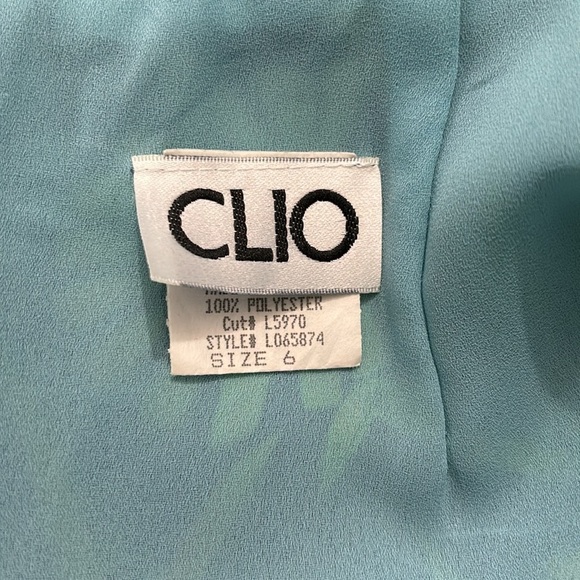 CLIO
100% POLYESTER
Cut# L5970
STYLE# L065874
SIZE 6